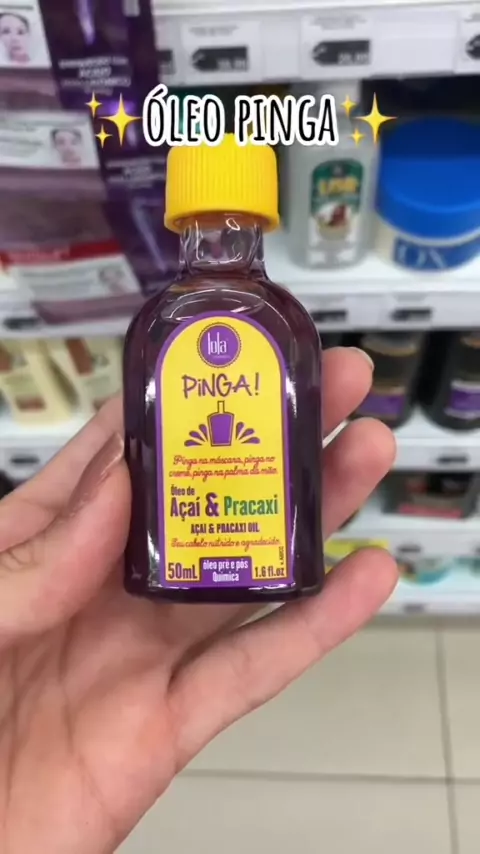 ÓLEO PINGA
lola
PiNGA!
Pinga na máscara, pinga no
creme, pinga na palma da mão.
Óleo de
Açaí & Pracaxi
AÇAI & PRACAXI OIL
Seu cabelo nutrido e agradecido.
50mL
óleo pré e pós
Química
1.6 fl.oz